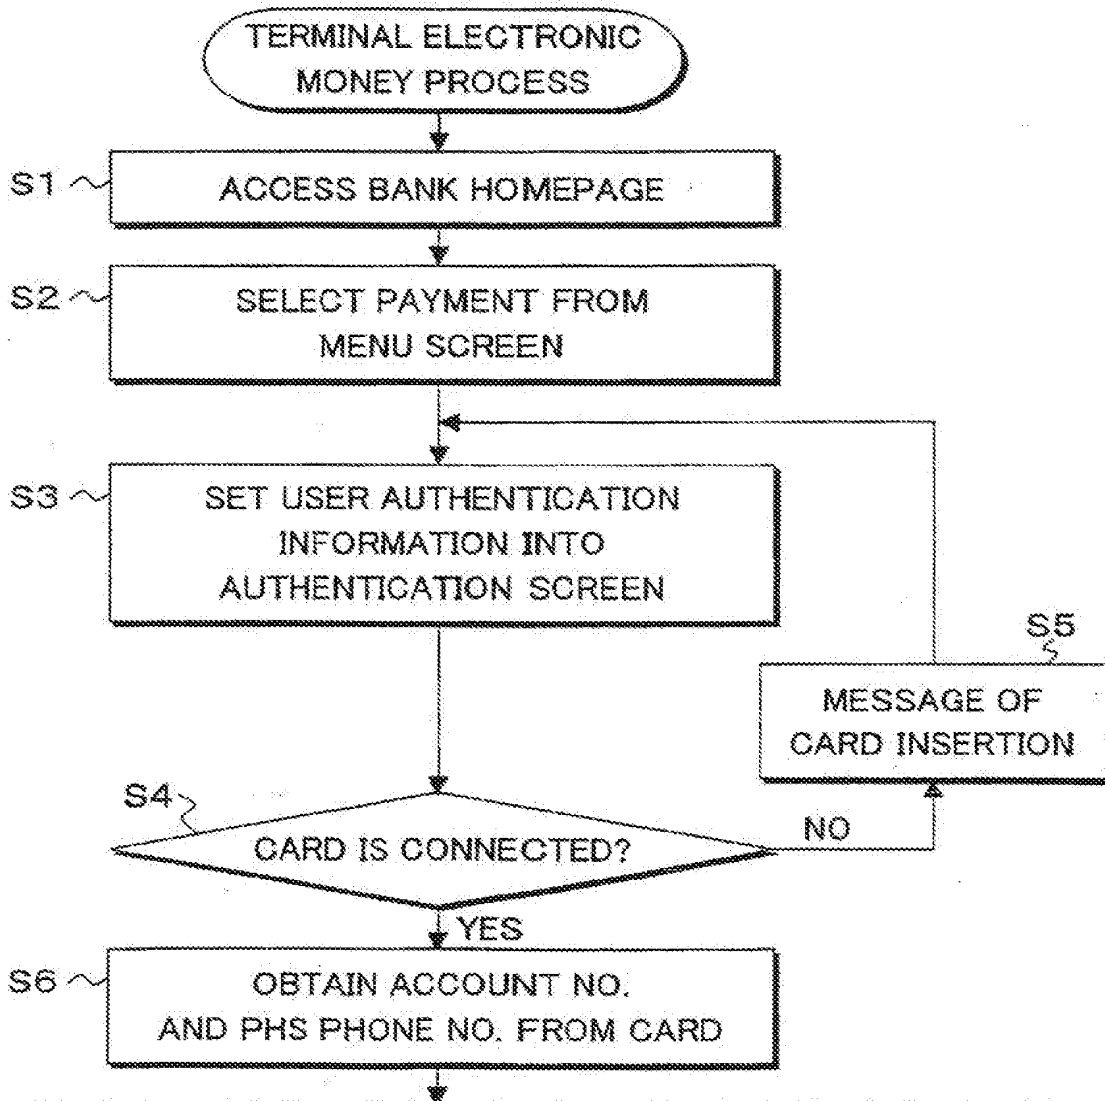 TERMINAL ELECTRONIC
MONEY PROCESS
S1
ACCESS BANK HOMEPAGE
S2
SELECT PAYMENT FROM
MENU SCREEN
S3
SET USER AUTHENTICATION
INFORMATION INTO
AUTHENTICATION SCREEN
S5
MESSAGE OF
CARD INSERTION
S4
CARD IS CONNECTED?
NO
YES
S6
OBTAIN ACCOUNT NO.
AND PHS PHONE NO. FROM CARD